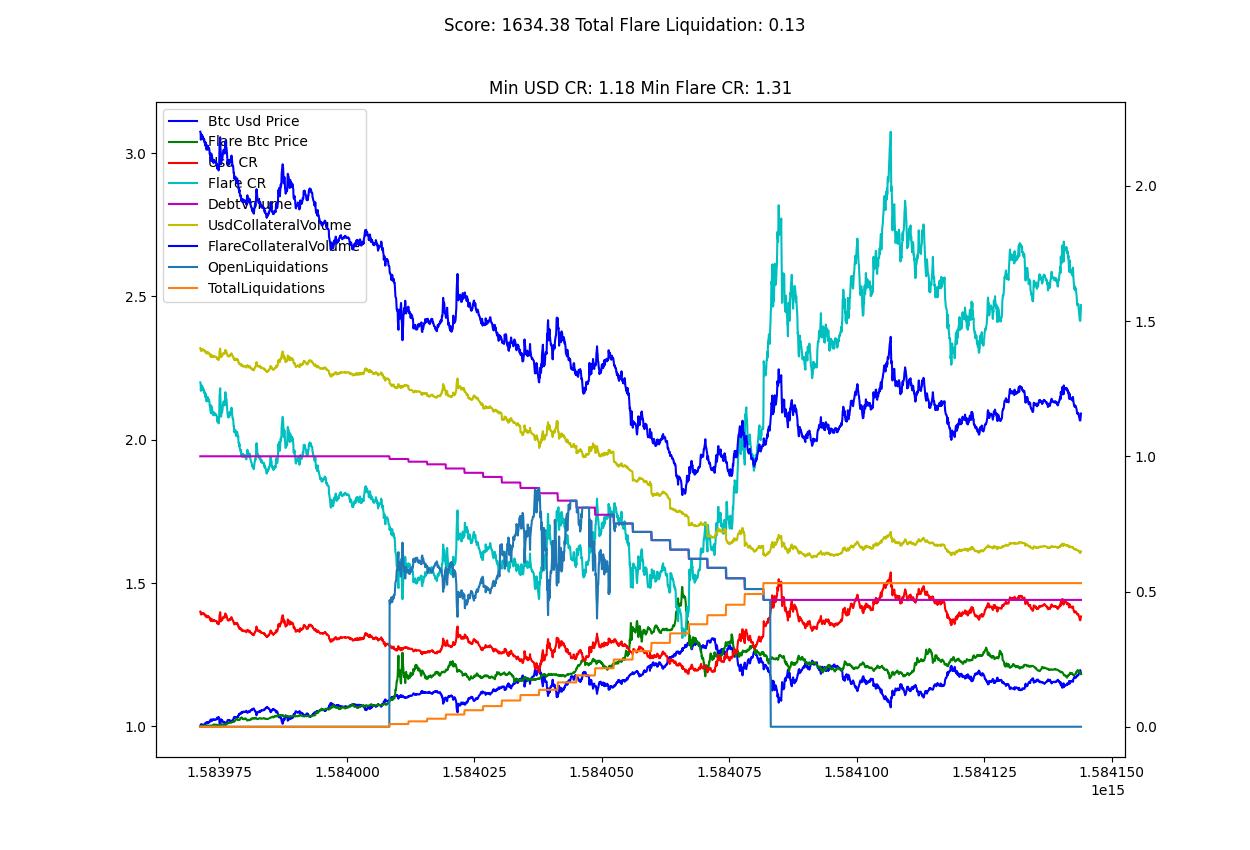 Score: 1634.38 Total Flare Liquidation: 0.13
Min USD CR: 1.18 Min Flare CR: 1.31
Btc Usd Price
Flare Btc Price
Usd CR
Flare CR
DebtVolume
UsdCollateralVolume
FlareCollateralVolume
OpenLiquidations
TotalLiquidations
3.0
2.5
2.0
1.5
1.0
2.0
1.5
1.0
0.5
0.0
1.583975
1.584000
1.584025
1.584050
1.584075
1.584100
1.584125
1.584150
1e15